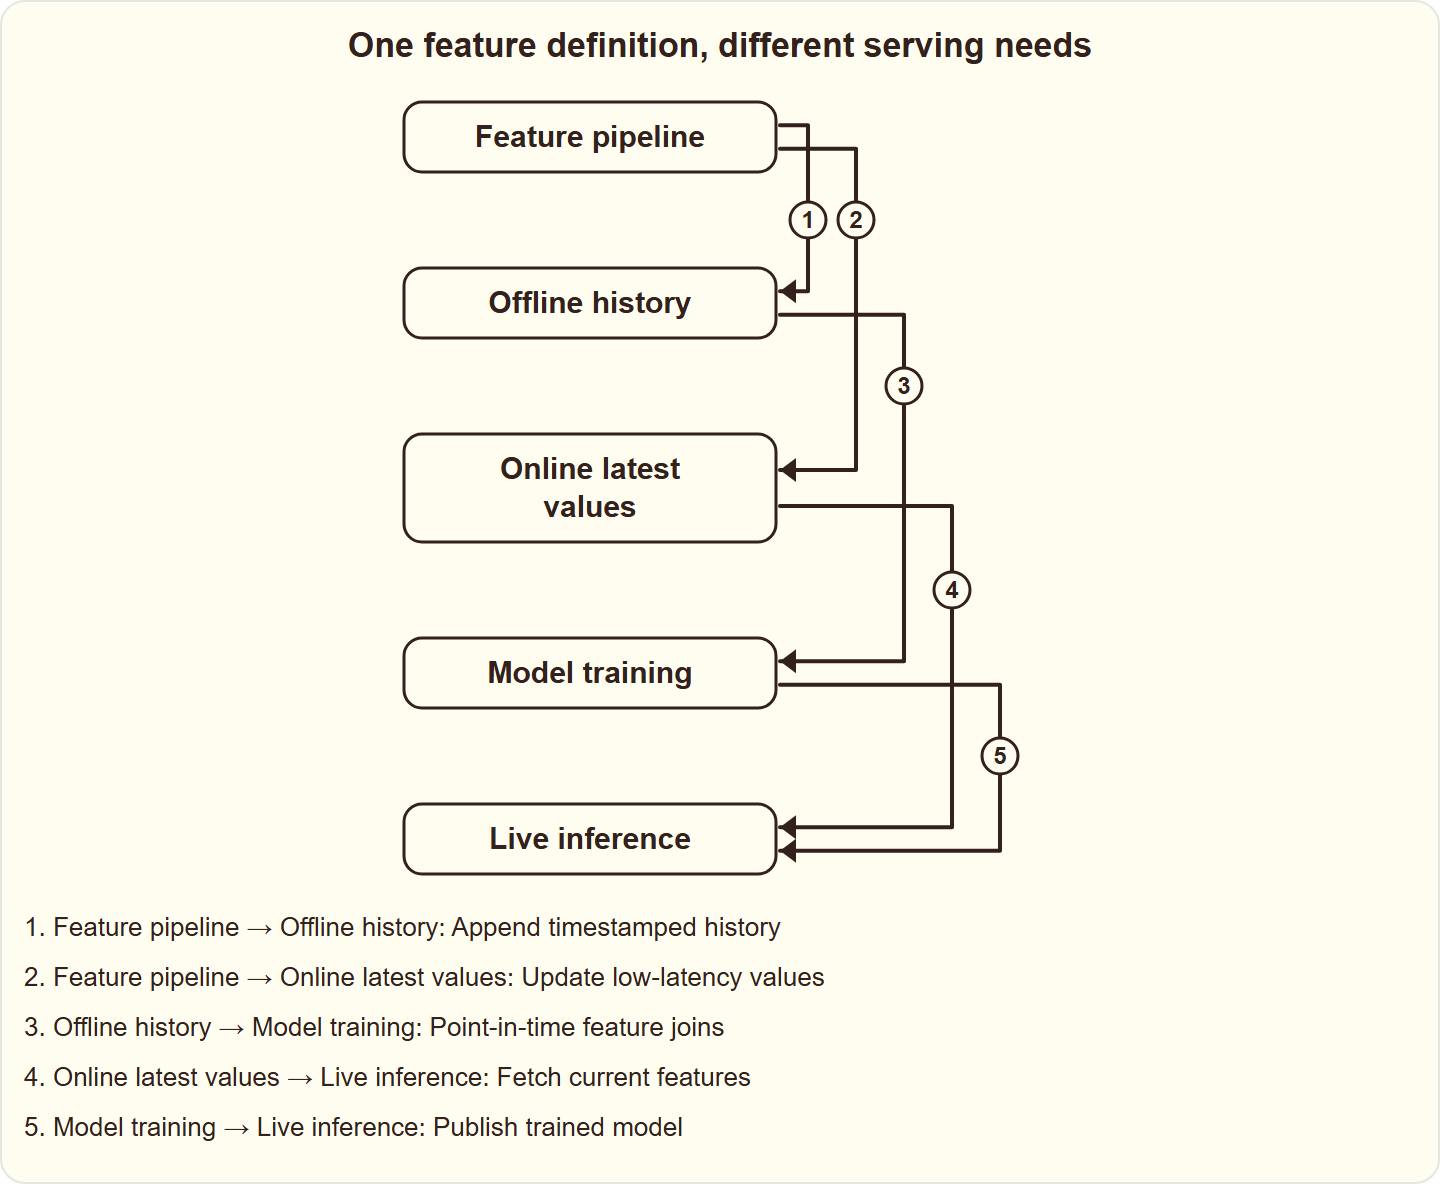 One feature definition, different serving needs
Feature pipeline
1
2
Offline history
3
Online latest
values
4
Model training
5
Live inference
1. Feature pipeline → Offline history: Append timestamped history
2. Feature pipeline → Online latest values: Update low-latency values
3. Offline history → Model training: Point-in-time feature joins
4. Online latest values → Live inference: Fetch current features
5. Model training → Live inference: Publish trained model